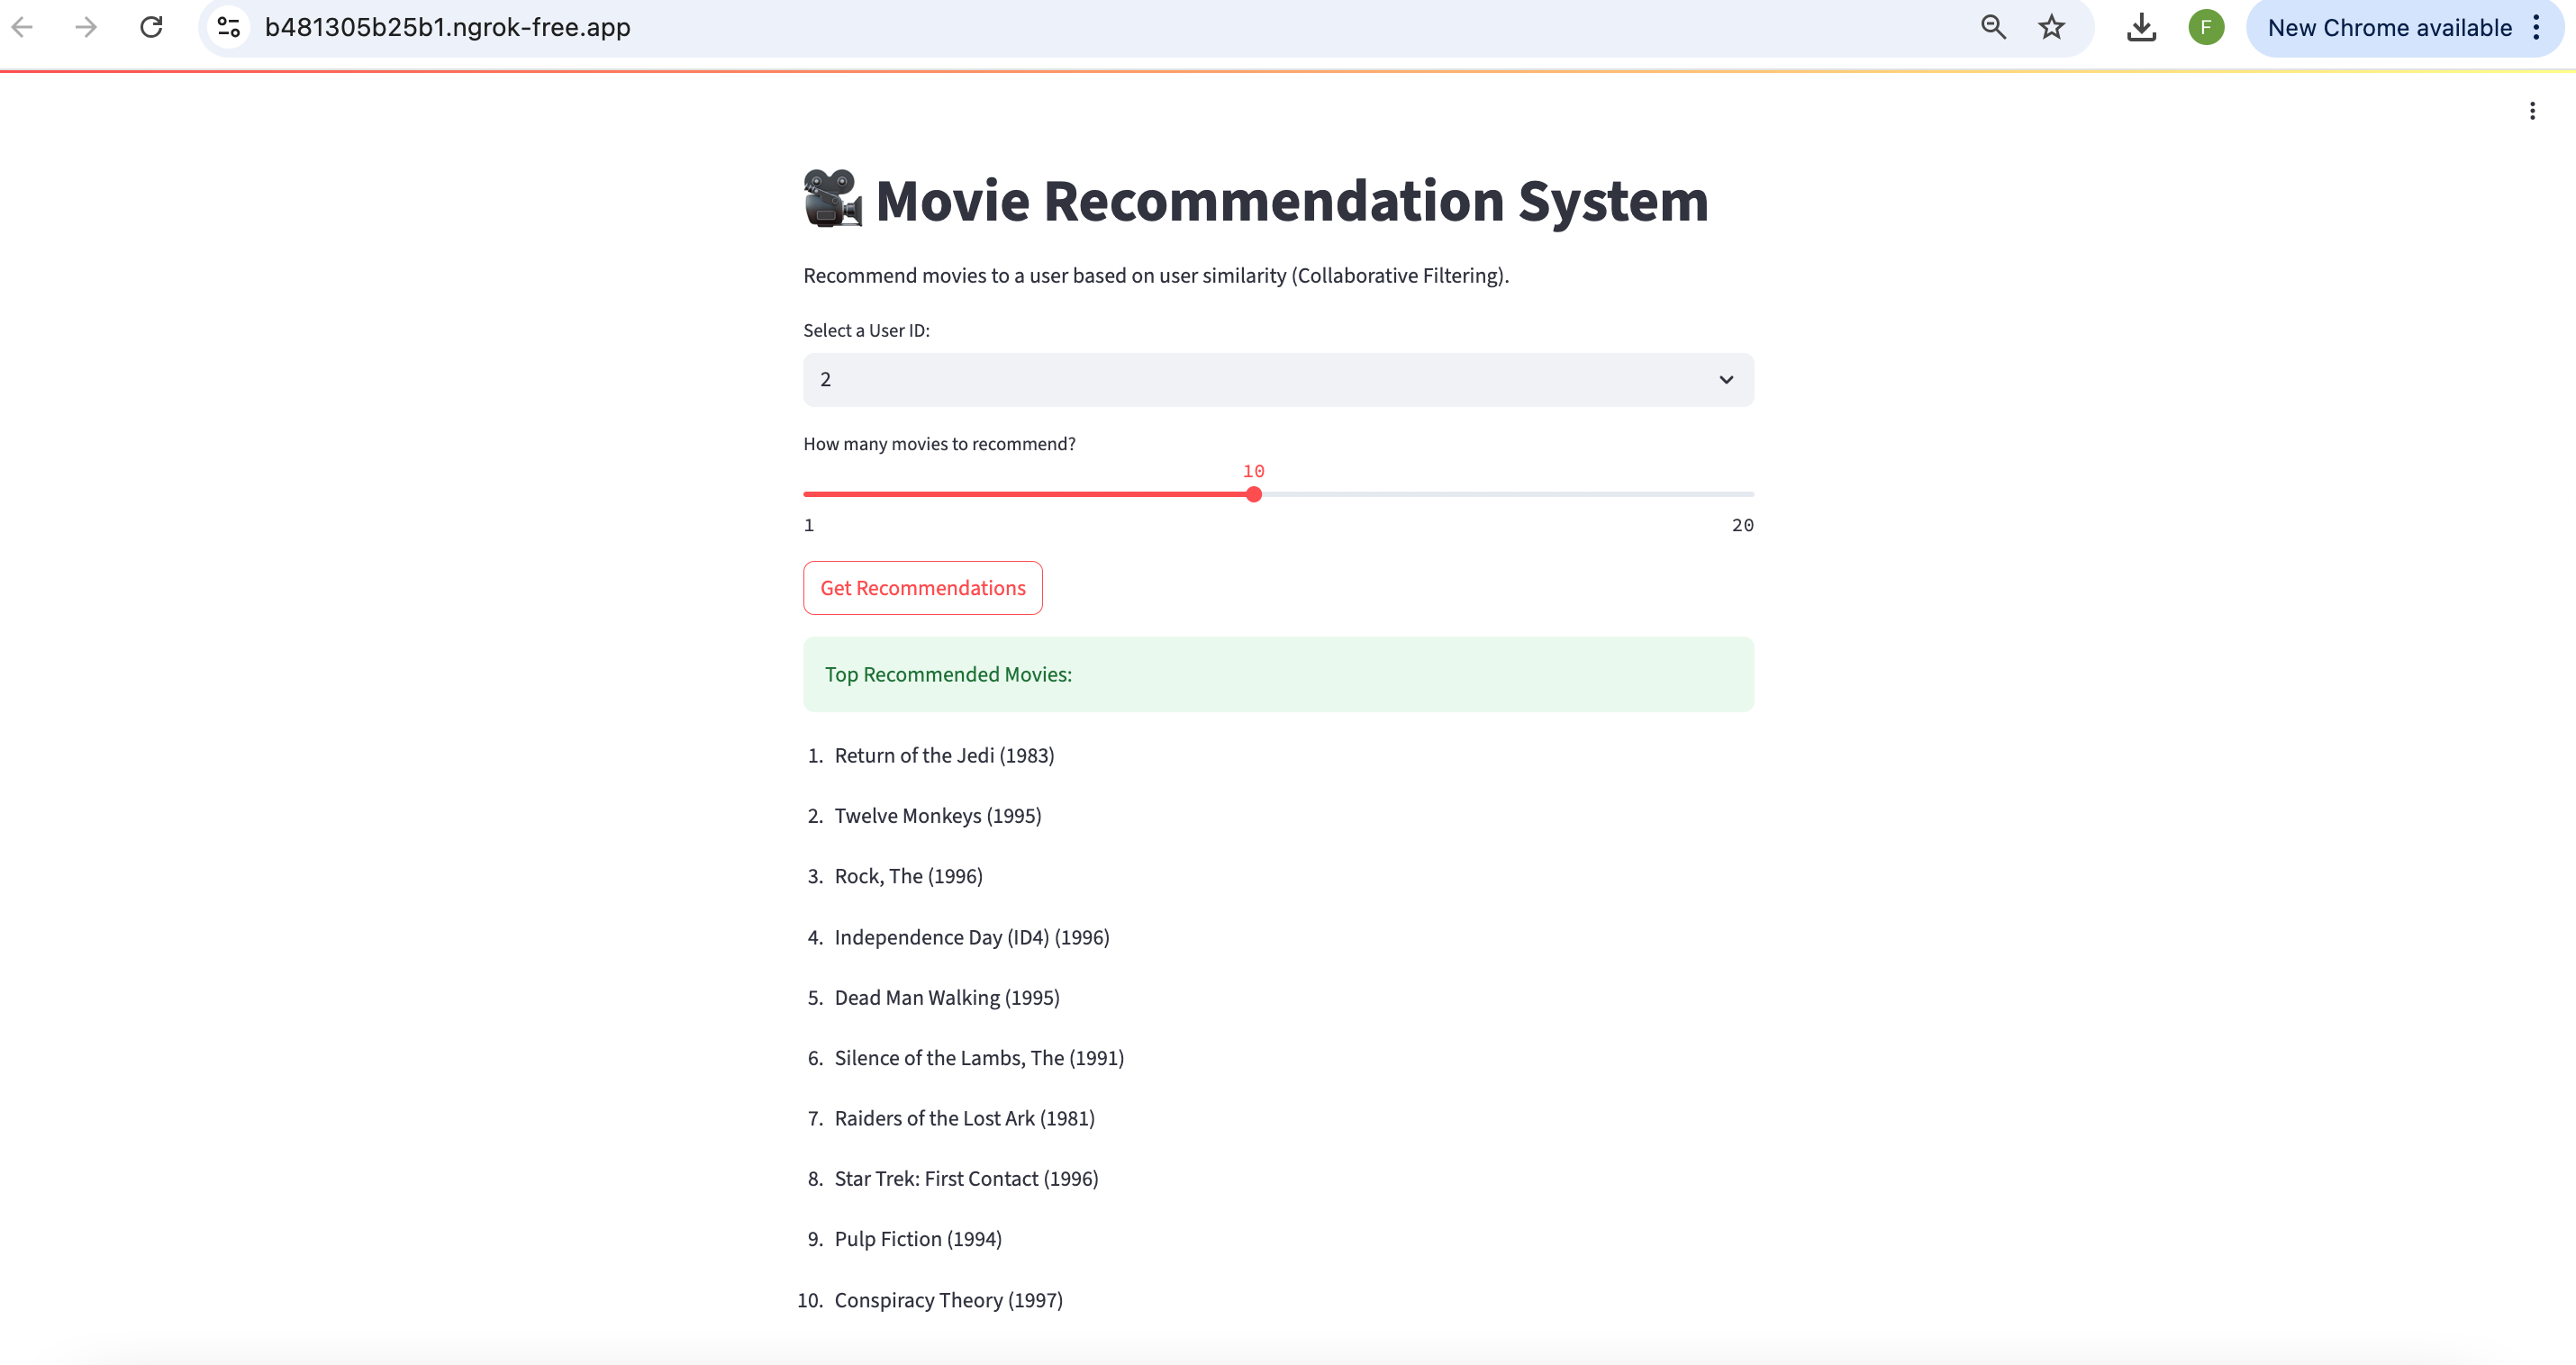 b481305b25b1.ngrok-free.app
F
New Chrome available
Movie Recommendation System
Recommend movies to a user based on user similarity (Collaborative Filtering).
Select a User ID:
2
How many movies to recommend?
10
1 20
Get Recommendations
Top Recommended Movies:
1. Return of the Jedi (1983)
2. Twelve Monkeys (1995)
3. Rock, The (1996)
4. Independence Day (ID4) (1996)
5. Dead Man Walking (1995)
6. Silence of the Lambs, The (1991)
7. Raiders of the Lost Ark (1981)
8. Star Trek: First Contact (1996)
9. Pulp Fiction (1994)
10. Conspiracy Theory (1997)